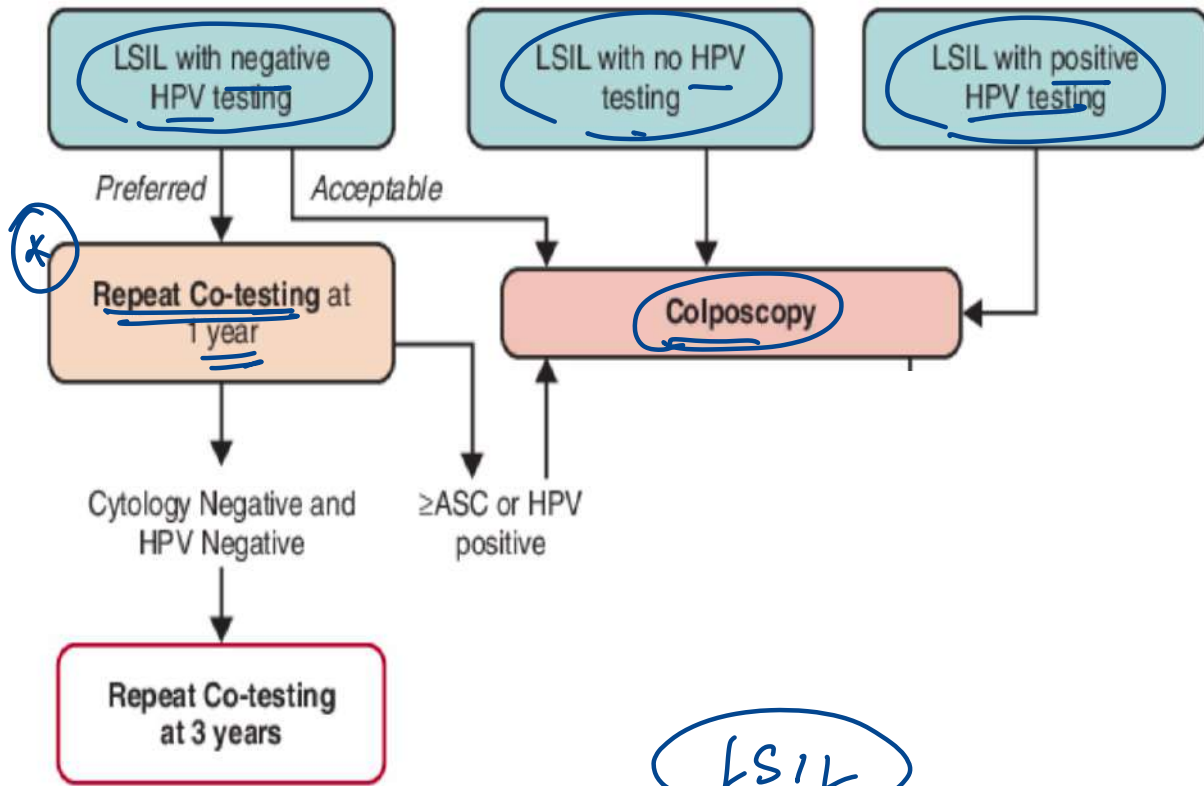 LSIL with negative
HPV testing
LSIL with no HPV
testing
LSIL with positive
HPV testing
Preferred
Acceptable
*
Repeat Co-testing at
1 year
Colposcopy
Cytology Negative and
HPV Negative
≥ASC or HPV
positive
Repeat Co-testing
at 3 years
LSIL